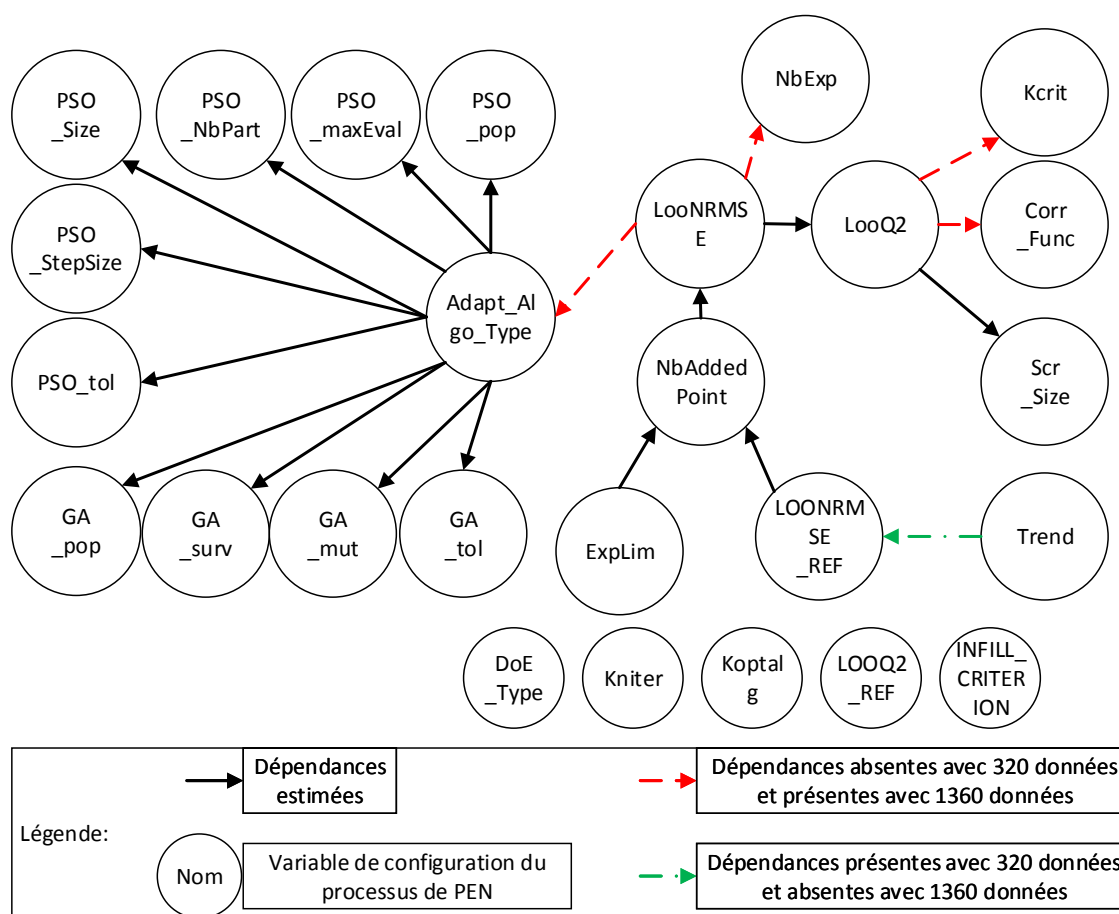 PSO
_Size
PSO
_NbPart
PSO
_maxEval
PSO
_pop
NbExp
Kcrit
PSO
_StepSize
LooNRMS
E
LooQ2
Corr
_Func
Adapt_Al
go_Type
PSO_tol
NbAdded
Point
Scr
_Size
GA
_pop
GA
_surv
GA
_mut
GA
_tol
ExpLim
LOONRM
SE
_REF
Trend
DoE
_Type
Kniter
Koptal
g
LOOQ2
_REF
INFILL_
CRITER
ION
Légende:
Dépendances
estimées
Dépendances absentes avec 320 données
et présentes avec 1360 données
Nom
Variable de configuration du
processus de PEN
Dépendances présentes avec 320 données
et absentes avec 1360 données